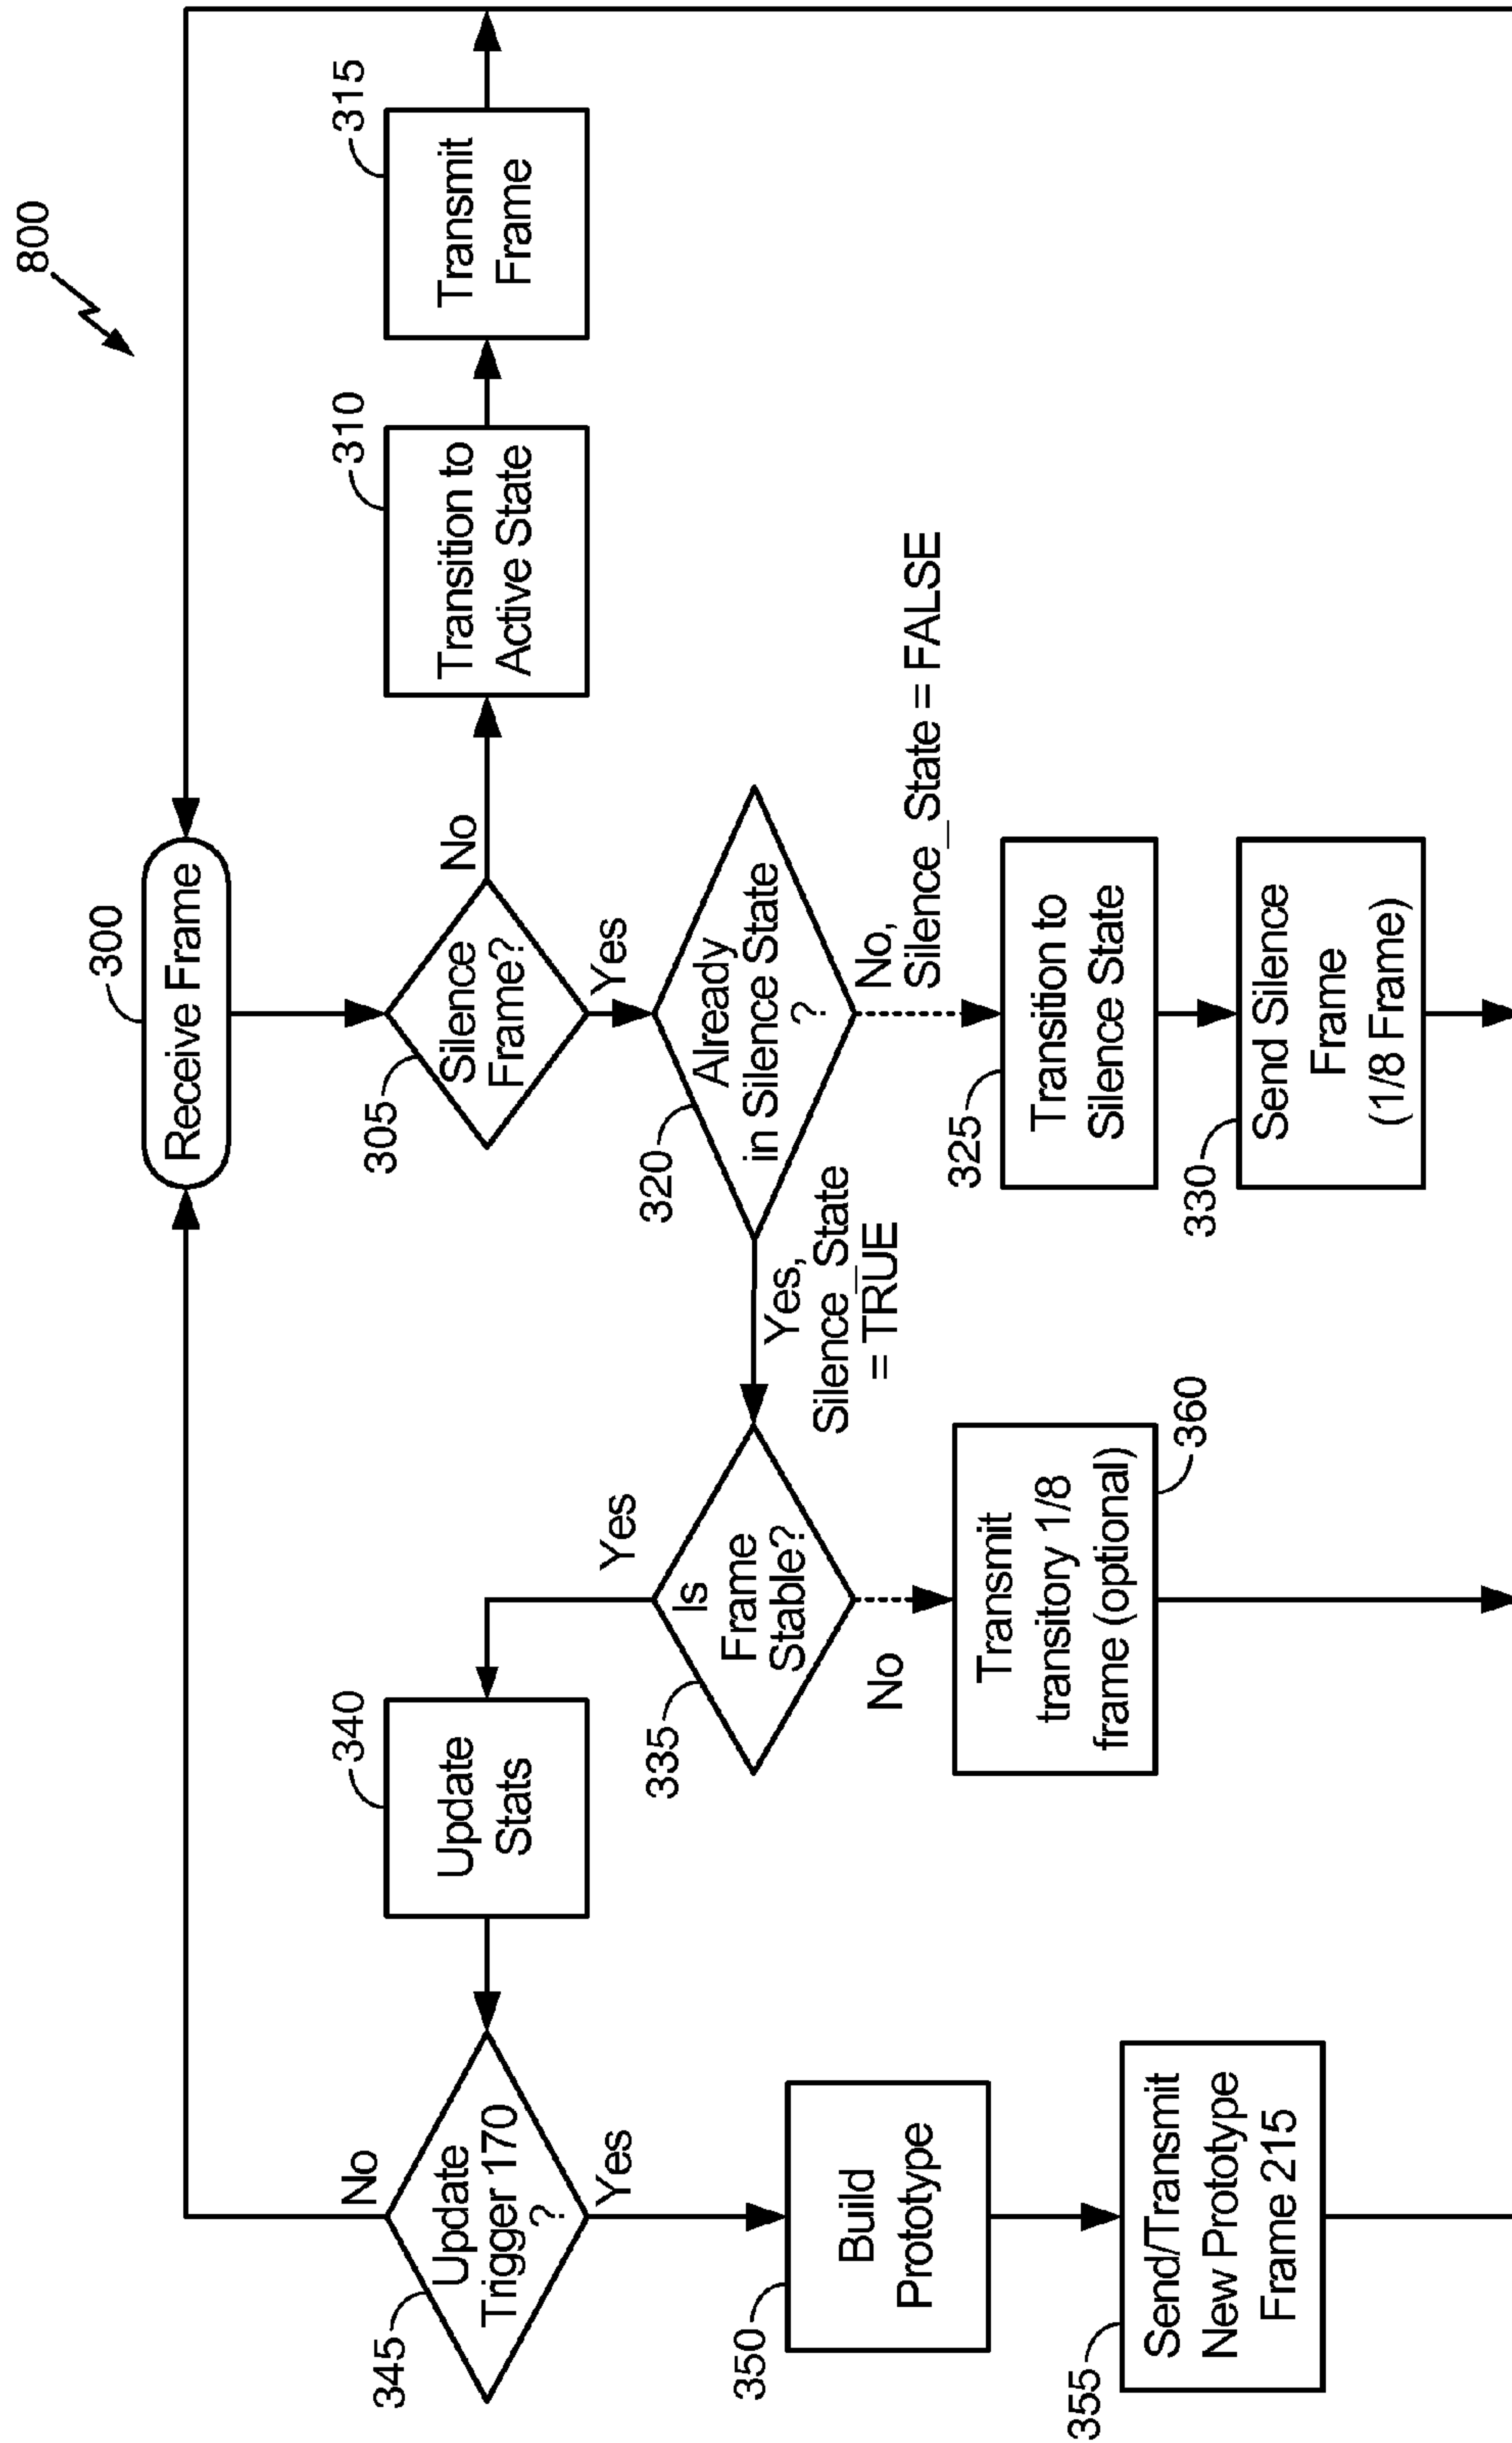 800
300
Receive Frame
305
Silence
Frame?
No
310
Transition to
Active State
315
Transmit
Frame
Yes
320
Already
in Silence State
?
No,
Silence_State = FALSE
325
Transition to
Silence State
330
Send Silence
Frame
(1/8 Frame)
Yes,
Silence_State
= TRUE
335
Is
Frame
Stable?
Yes
No
360
Transmit
transitory 1/8
frame (optional)
340
Update
Stats
345
Update
Trigger 170
?
No
Yes
350
Build
Prototype
355
Send/Transmit
New Prototype
Frame 215